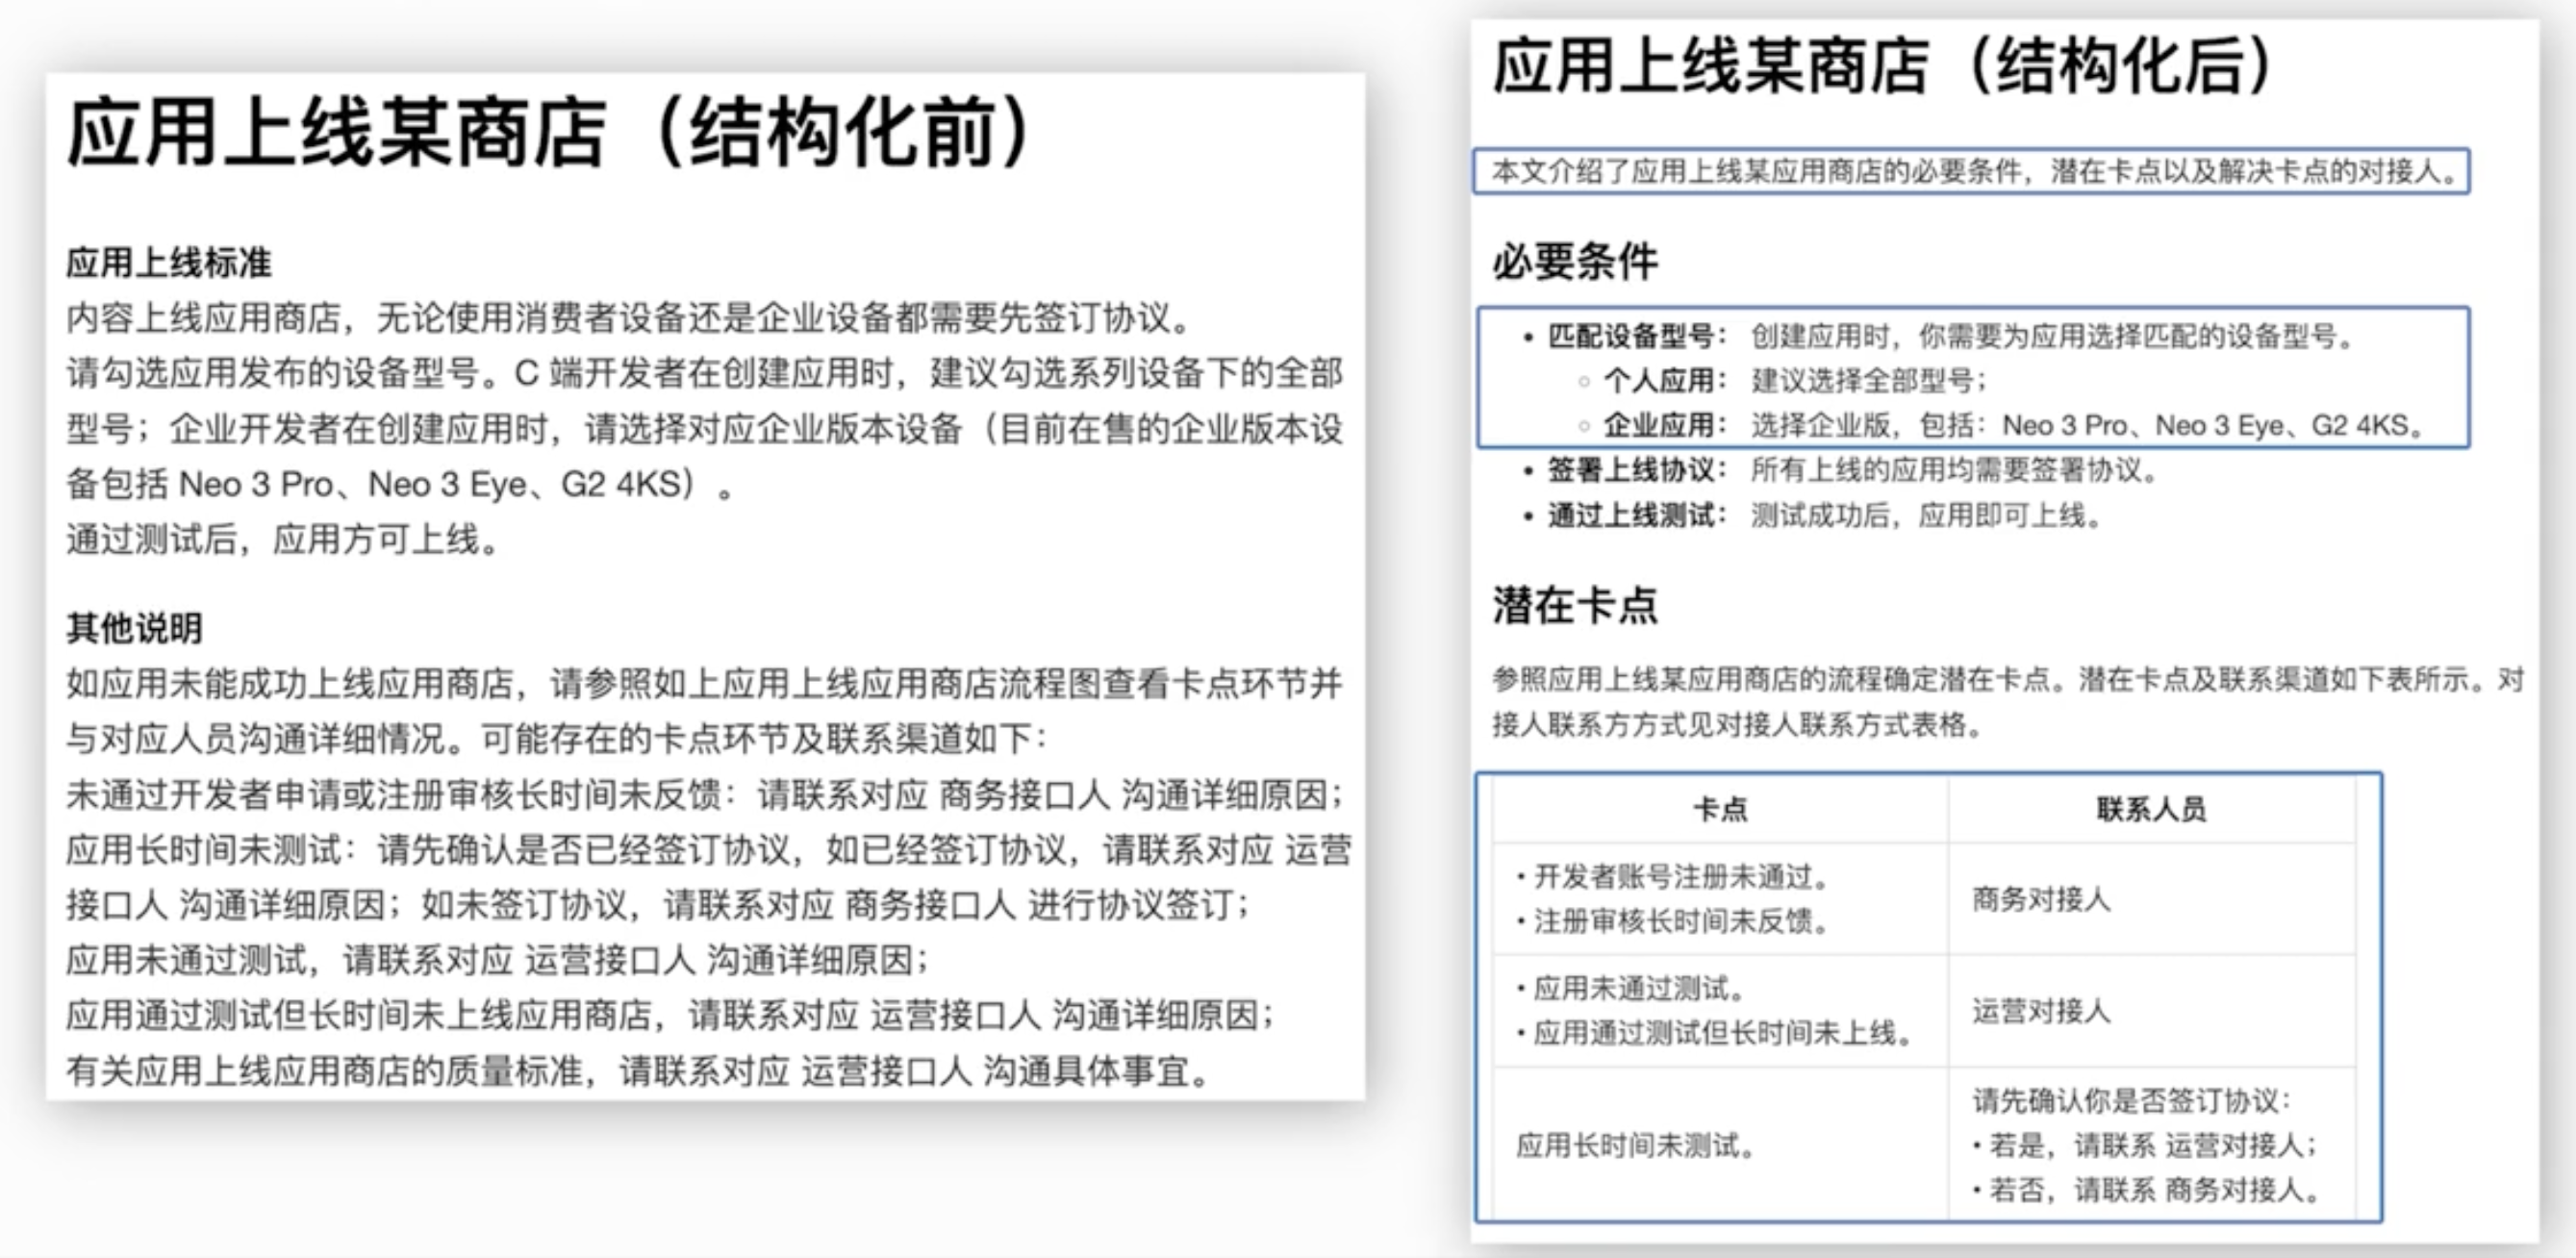 应用上线某商店（结构化前）
应用上线标准
内容上线应用商店，无论使用消费者设备还是企业设备都需要先签订协议。
请勾选应用发布的设备型号。C 端开发者在创建应用时，建议勾选系列设备下的全部
型号；企业开发者在创建应用时，请选择对应企业版本设备（目前在售的企业版本设
备包括 Neo 3 Pro、Neo 3 Eye、G2 4KS）。
通过测试后，应用方可上线。
其他说明
如应用未能成功上线应用商店，请参照如上应用上线应用商店流程图查看卡点环节并
与对应人员沟通详细情况。可能存在的卡点环节及联系渠道如下：
未通过开发者申请或注册审核长时间未反馈：请联系对应 商务接口人 沟通详细原因；
应用长时间未测试：请先确认是否已经签订协议，如已经签订协议，请联系对应 运营
接口人 沟通详细原因；如未签订协议，请联系对应 商务接口人 进行协议签订；
应用未通过测试，请联系对应 运营接口人 沟通详细原因；
应用通过测试但长时间未上线应用商店，请联系对应 运营接口人 沟通详细原因；
有关应用上线应用商店的质量标准，请联系对应 运营接口人 沟通具体事宜。
应用上线某商店（结构化后）
本文介绍了应用上线某应用商店的必要条件，潜在卡点以及解决卡点的对接人。
必要条件
• 匹配设备型号： 创建应用时，你需要为应用选择匹配的设备型号。
◦ 个人应用： 建议选择全部型号；
◦ 企业应用： 选择企业版，包括：Neo 3 Pro、Neo 3 Eye、G2 4KS。
• 签署上线协议： 所有上线的应用均需要签署协议。
• 通过上线测试： 测试成功后，应用即可上线。
潜在卡点
参照应用上线某应用商店的流程确定潜在卡点。潜在卡点及联系渠道如下表所示。对
接人联系方方式见对接人联系方式表格。
卡点 联系人员
• 开发者账号注册未通过。
• 注册审核长时间未反馈。
商务对接人
• 应用未通过测试。
• 应用通过测试但长时间未上线。
运营对接人
应用长时间未测试。
请先确认你是否签订协议：
• 若是，请联系 运营对接人；
• 若否，请联系 商务对接人。